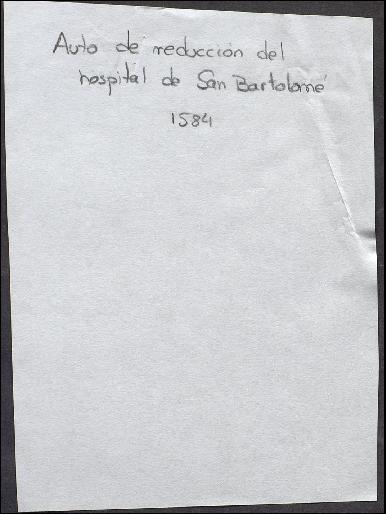 Auto de reducción del
hospital de San Bartolomé
1584